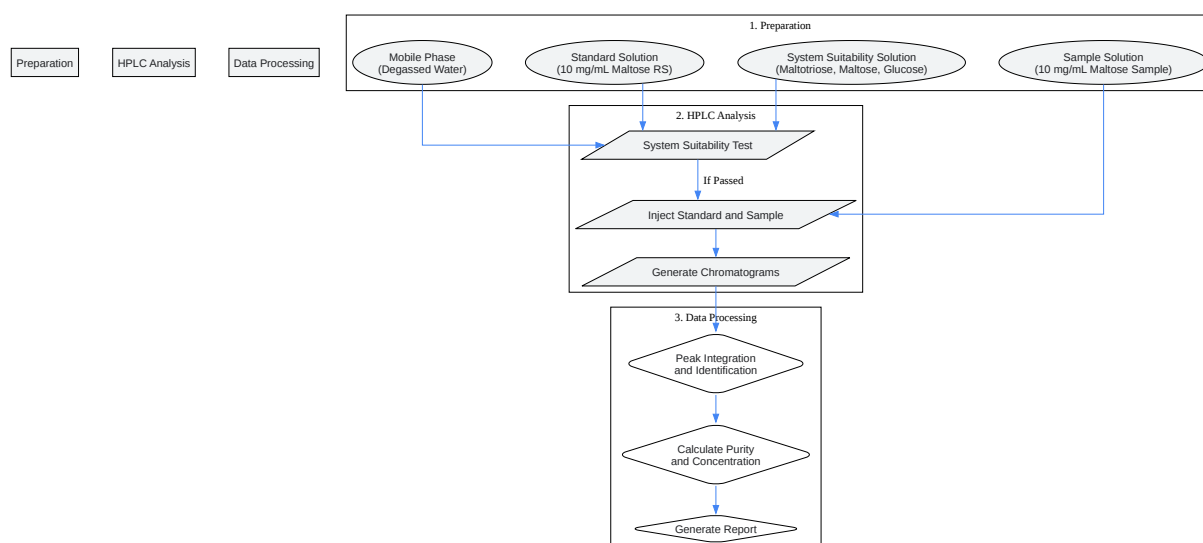 1. Preparation
Preparation
HPLC Analysis
Data Processing
Mobile Phase
(Degassed Water)
Standard Solution
(10 mg/mL Maltose RS)
System Suitability Solution
(Maltotriose, Maltose, Glucose)
Sample Solution
(10 mg/mL Maltose Sample)
2. HPLC Analysis
System Suitability Test
If Passed
Inject Standard and Sample
Generate Chromatograms
3. Data Processing
Peak Integration
and Identification
Calculate Purity
and Concentration
Generate Report